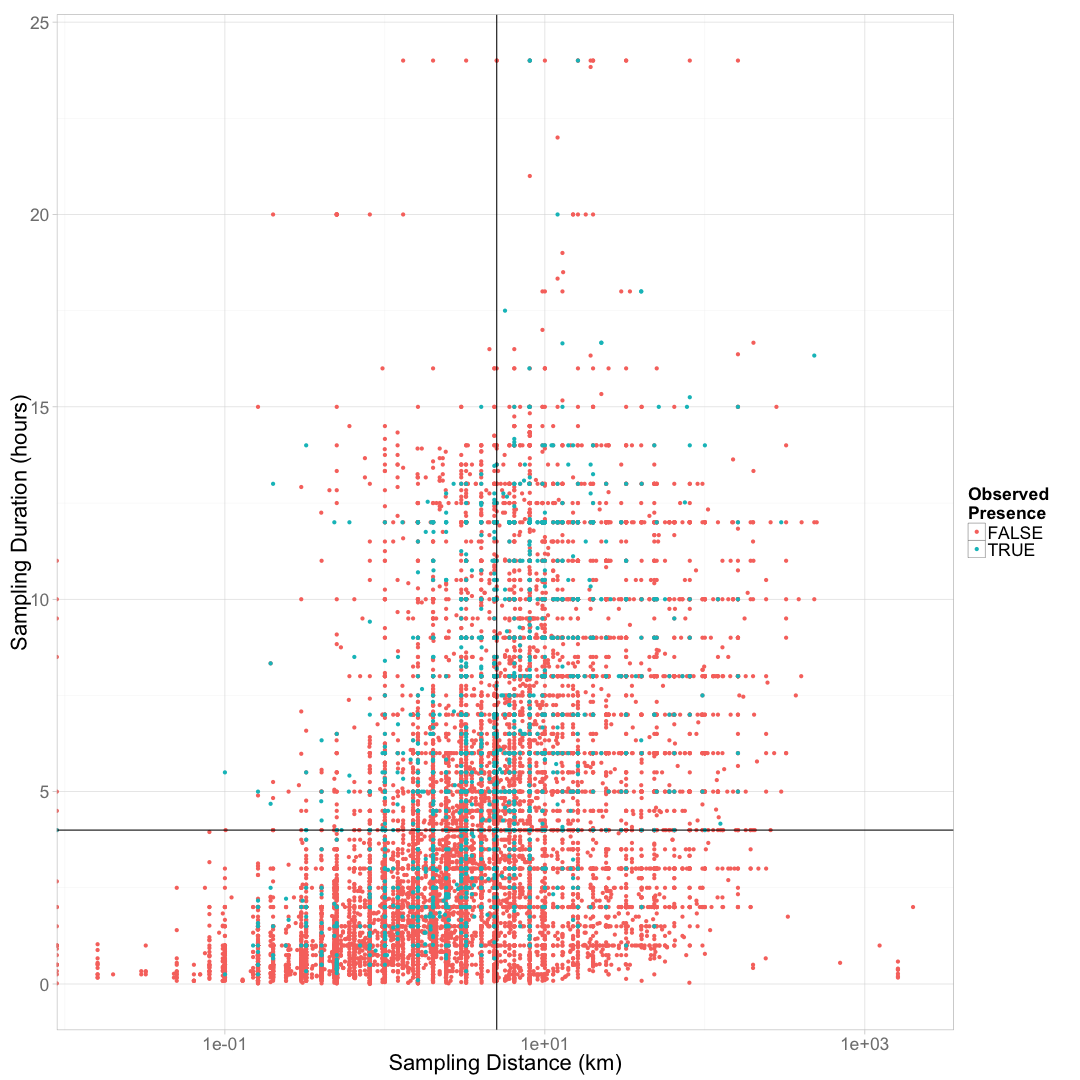 25
20
15
10
5
0
Sampling Duration (hours)
1e-01
1e+01
1e+03
Sampling Distance (km)
Observed
Presence
FALSE
TRUE